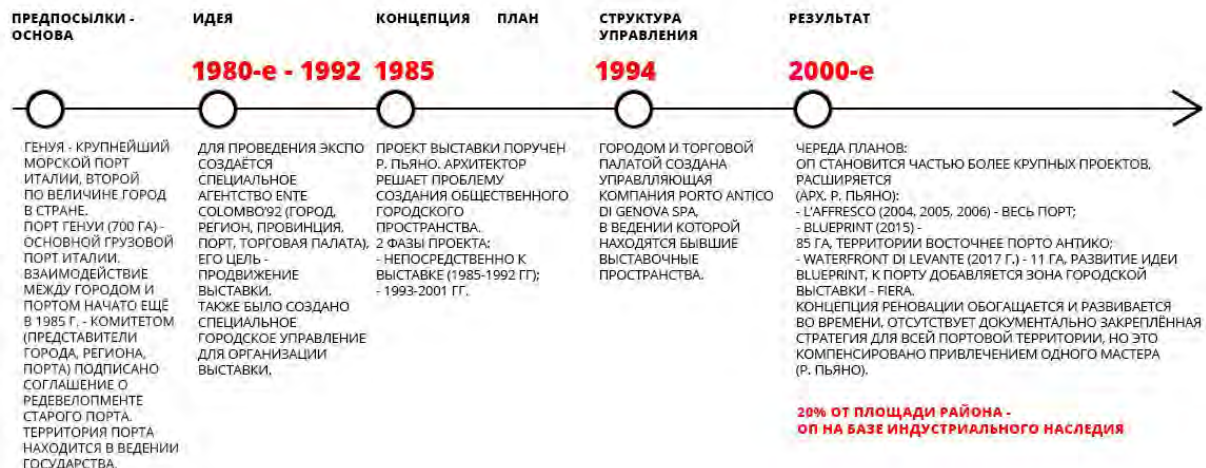 ПРЕДПОСЫЛКИ -
ОСНОВА
ИДЕЯ
КОНЦЕПЦИЯ ПЛАН
СТРУКТУРА
УПРАВЛЕНИЯ
РЕЗУЛЬТАТ
1980-е - 1992
1985
1994
2000-е
ГЕНУЯ - КРУПНЕЙШИЙ
МОРСКОЙ ПОРТ
ИТАЛИИ, ВТОРОЙ
ПО ВЕЛИЧИНЕ ГОРОД
В СТРАНЕ.
ПОРТ ГЕНУИ (700 ГА) -
ОСНОВНОЙ ГРУЗОВОЙ
ПОРТ ИТАЛИИ.
ВЗАИМОДЕЙСТВИЕ
МЕЖДУ ГОРОДОМ И
ПОРТОМ НАЧАТО ЕЩЁ
В 1985 Г. - КОМИТЕТОМ
(ПРЕДСТАВИТЕЛИ
ГОРОДА, РЕГИОНА,
ПОРТА) ПОДПИСАНО
СОГЛАШЕНИЕ О
РЕДЕВЕЛОПМЕНТЕ
СТАРОГО ПОРТА.
ТЕРРИТОРИЯ ПОРТА
НАХОДИТСЯ В ВЕДЕНИИ
ГОСУДАРСТВА.
ДЛЯ ПРОВЕДЕНИЯ ЭКСПО
СОЗДАЁТСЯ
СПЕЦИАЛЬНОЕ
АГЕНТСТВО ENTE
COLOMBO'92 (ГОРОД,
РЕГИОН, ПРОВИНЦИЯ,
ПОРТ, ТОРГОВАЯ ПАЛАТА),
ЕГО ЦЕЛЬ -
ПРОДВИЖЕНИЕ
ВЫСТАВКИ.
ТАКЖЕ БЫЛО СОЗДАНО
СПЕЦИАЛЬНОЕ
ГОРОДСКОЕ УПРАВЛЕНИЕ
ДЛЯ ОРГАНИЗАЦИИ
ВЫСТАВКИ.
ПРОЕКТ ВЫСТАВКИ ПОРУЧЕН
Р. ПЬЯНО. АРХИТЕКТОР
РЕШАЕТ ПРОБЛЕМУ
СОЗДАНИЯ ОБЩЕСТВЕННОГО
ГОРОДСКОГО
ПРОСТРАНСТВА.
2 ФАЗЫ ПРОЕКТА:
- НЕПОСРЕДСТВЕННО К
ВЫСТАВКЕ (1985-1992 ГГ);
- 1993-2001 ГГ.
ГОРОДОМ И ТОРГОВОЙ
ПАЛАТОЙ СОЗДАНА
УПРАВЛЛЯЮЩАЯ
КОМПАНИЯ PORTO ANTICO
DI GENOVA SPA,
В ВЕДЕНИИ КОТОРОЙ
НАХОДЯТСЯ БЫВШИЕ
ВЫСТАВОЧНЫЕ
ПРОСТРАНСТВА.
ЧЕРЕДА ПЛАНОВ:
ОП СТАНОВИТСЯ ЧАСТЬЮ БОЛЕЕ КРУПНЫХ ПРОЕКТОВ,
РАСШИРЯЕТСЯ
(АРХ. Р. ПЬЯНО):
- L'AFFRESCO (2004, 2005, 2006) - ВЕСЬ ПОРТ;
- BLUEPRINT (2015) -
85 ГА, ТЕРРИТОРИИ ВОСТОЧНЕЕ ПОРТО АНТИКО;
- WATERFRONT DI LEVANTE (2017 Г.) - 11 ГА, РАЗВИТИЕ ИДЕИ
BLUEPRINT, К ПОРТУ ДОБАВЛЯЕТСЯ ЗОНА ГОРОДСКОЙ
ВЫСТАВКИ - FIERA.
КОНЦЕПЦИЯ РЕНОВАЦИИ ОБОГАЩАЕТСЯ И РАЗВИВАЕТСЯ
ВО ВРЕМЕНИ. ОТСУТСТВУЕТ ДОКУМЕНТАЛЬНО ЗАКРЕПЛЁННАЯ
СТРАТЕГИЯ ДЛЯ ВСЕЙ ПОРТОВОЙ ТЕРРИТОРИИ, НО ЭТО
КОМПЕНСИРОВАНО ПРИВЛЕЧЕНИЕМ ОДНОГО МАСТЕРА
(Р. ПЬЯНО).
20% ОТ ПЛОЩАДИ РАЙОНА -
ОП НА БАЗЕ ИНДУСТРИАЛЬНОГО НАСЛЕДИЯ